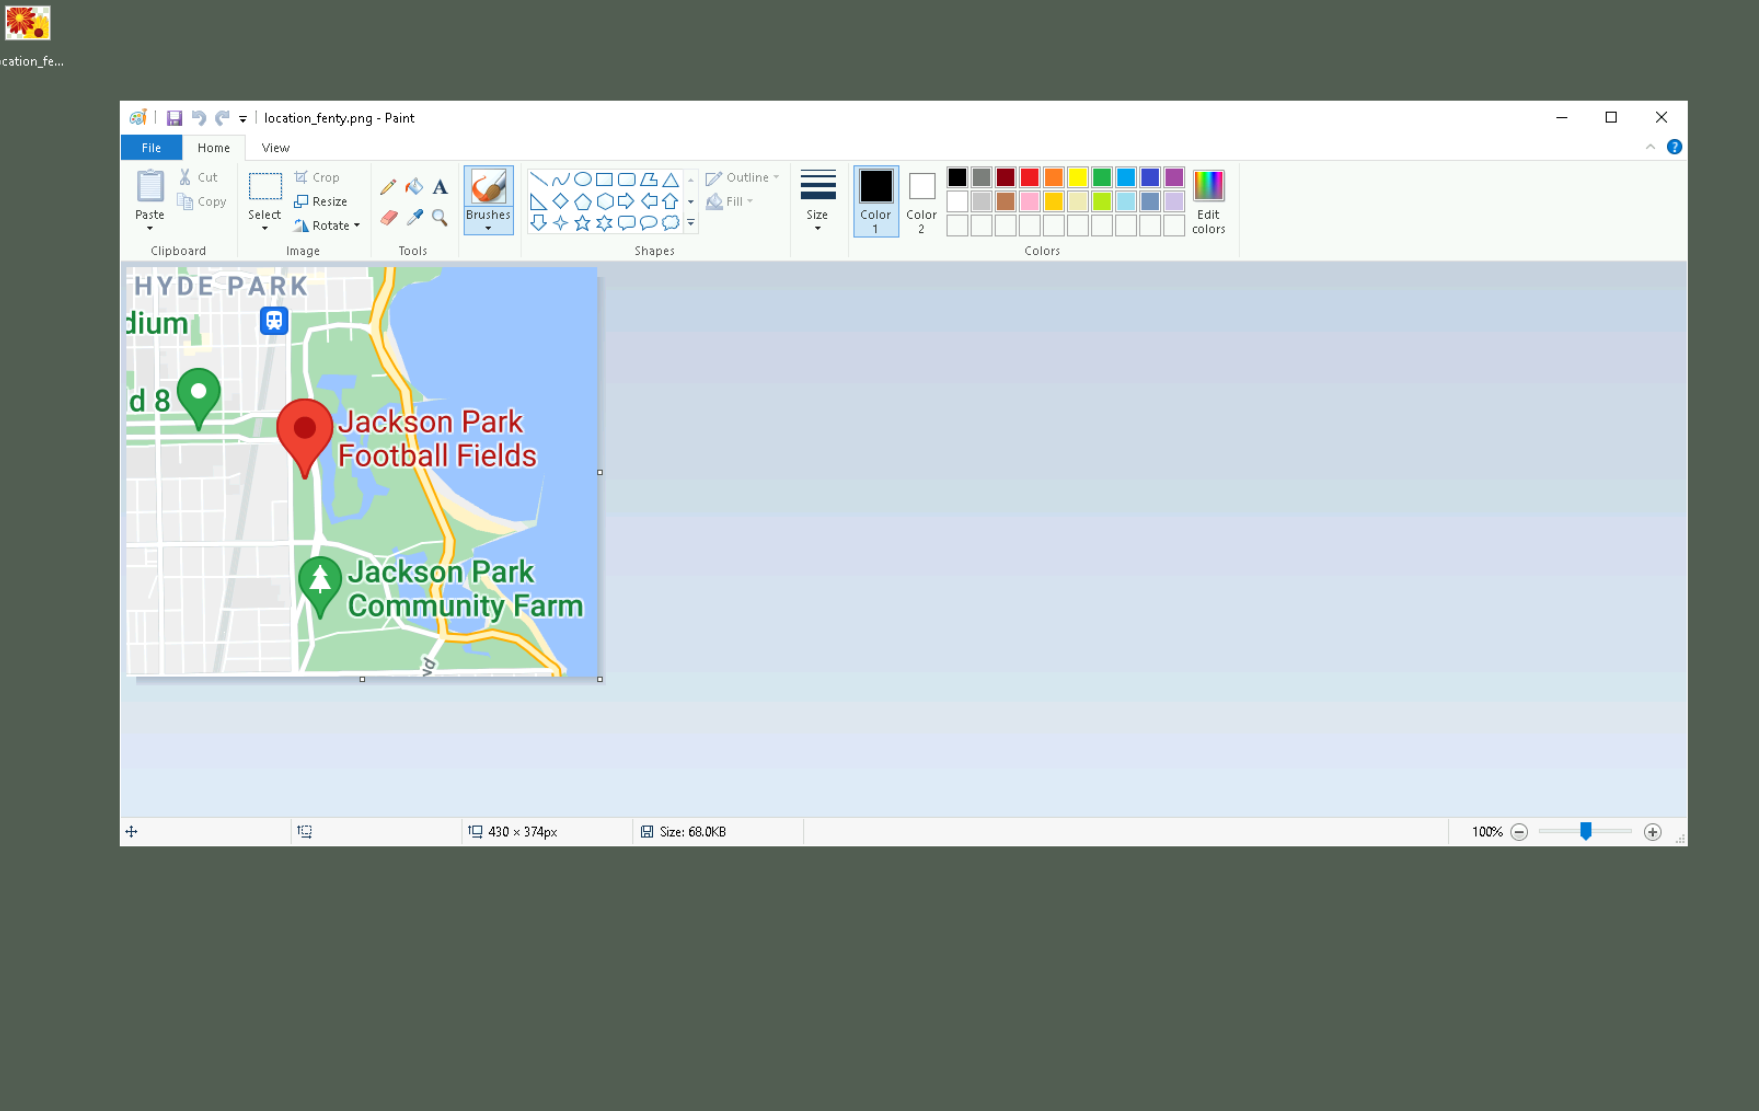 ocation_fe...
location_fenty.png - Paint
File Home View
Paste
Cut
Copy
Clipboard
Select
Crop
Resize
Rotate
Image
A
Tools
Brushes
Outline
Fill
Shapes
Size
Color 1
Color 2
Edit colors
Colors
HYDE PARK
dium
d 8
Jackson Park
Football Fields
Jackson Park
Community Farm
vd
430 × 374px
Size: 68.0KB
100%